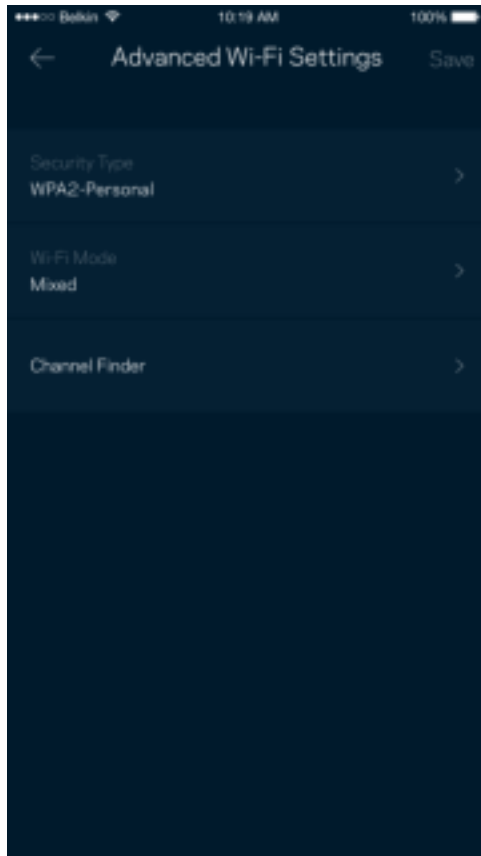 Belkin 10:19 AM 100%
Advanced Wi-Fi Settings Save
Security Type
WPA2-Personal
Wi-Fi Mode
Mixed
Channel Finder